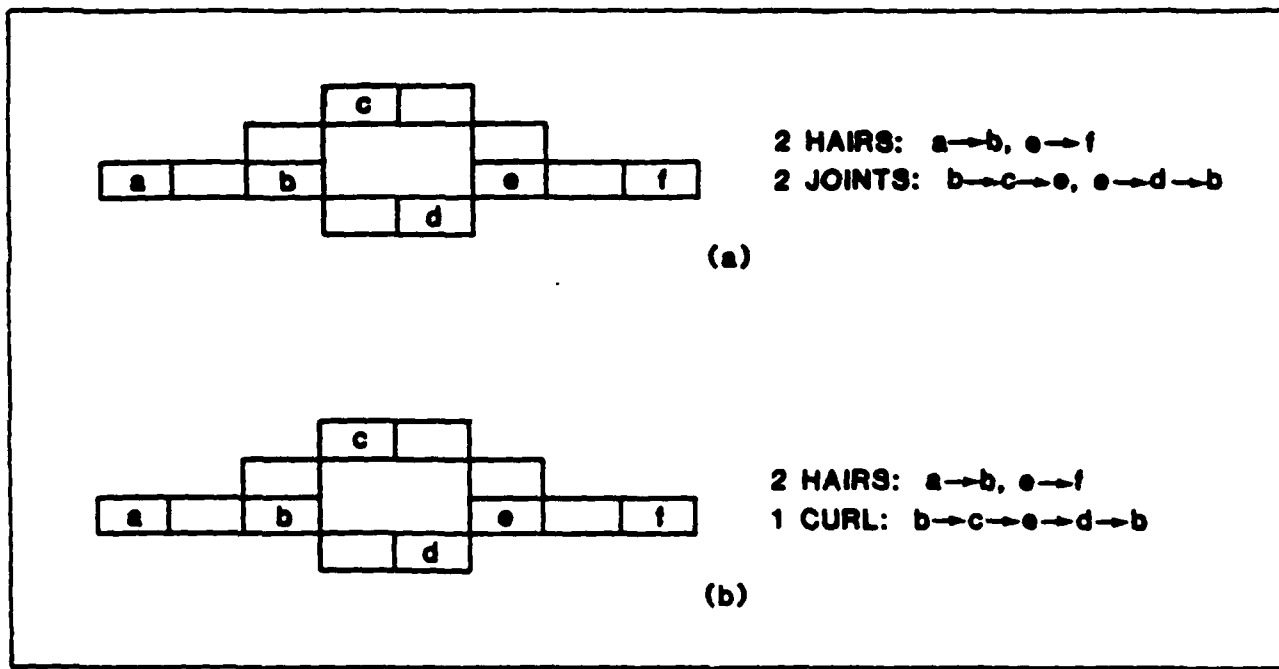 c
2 HAIRS: a→b, e→f
a b e f
2 JOINTS: b→c→e, e→d→b
d
(a)
c
2 HAIRS: a→b, e→f
a b e f
1 CURL: b→c→e→d→b
d
(b)